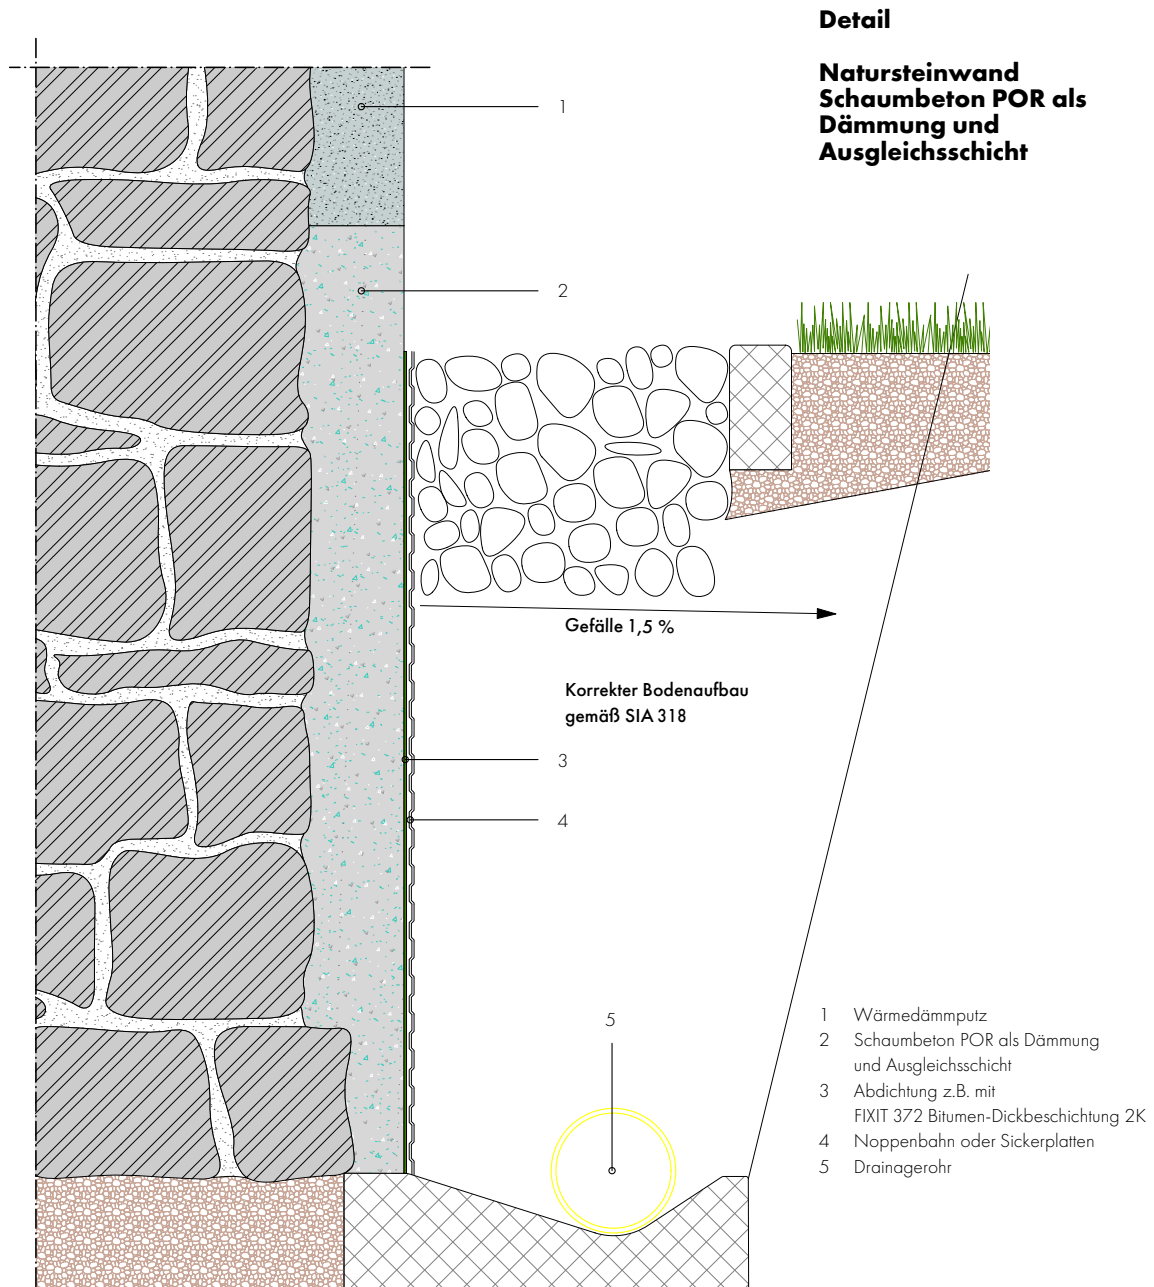 Detail
Natursteinwand
Schaumbeton POR als
Dämmung und
Ausgleichsschicht
1
2
Gefälle 1,5 %
Korrekter Bodenaufbau
gemäß SIA 318
3
4
5
1 Wärmedämmputz
2 Schaumbeton POR als Dämmung
und Ausgleichsschicht
3 Abdichtung z.B. mit
FIXIT 372 Bitumen-Dickbeschichtung 2K
4 Noppenbahn oder Sickerplatten
5 Drainagerohr